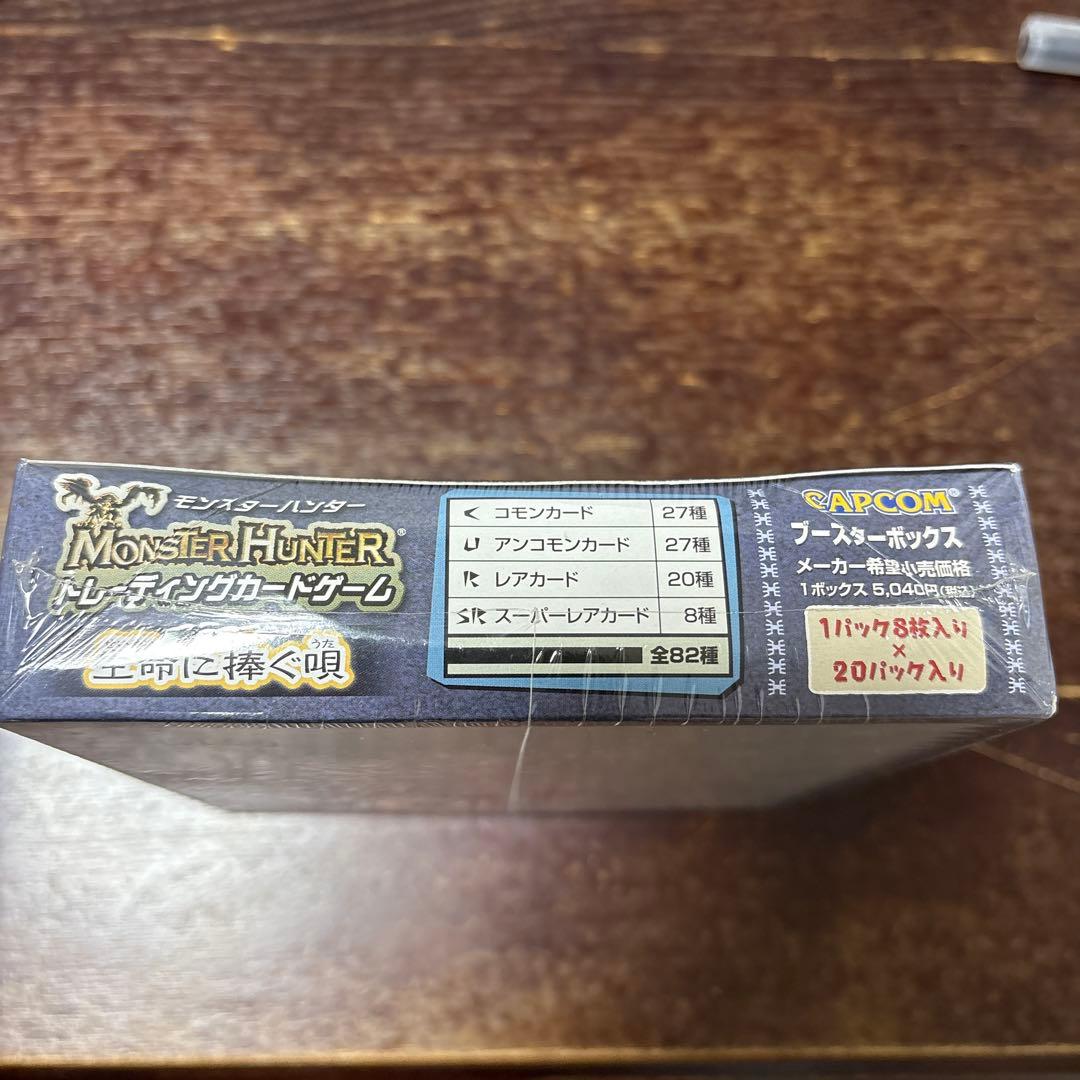 モンスターハンター
MONSTER HUNTER®
トレーディングカードゲーム
生命に捧ぐ唄
うた
C コモンカード 27種
U アンコモンカード 27種
R レアカード 20種
SR スーパーレアカード 8種
全82種
CAPCOM®
ブースターボックス
メーカー希望小売価格
1ボックス 5,040円(税込)
1パック8枚入り
×
20パック入り